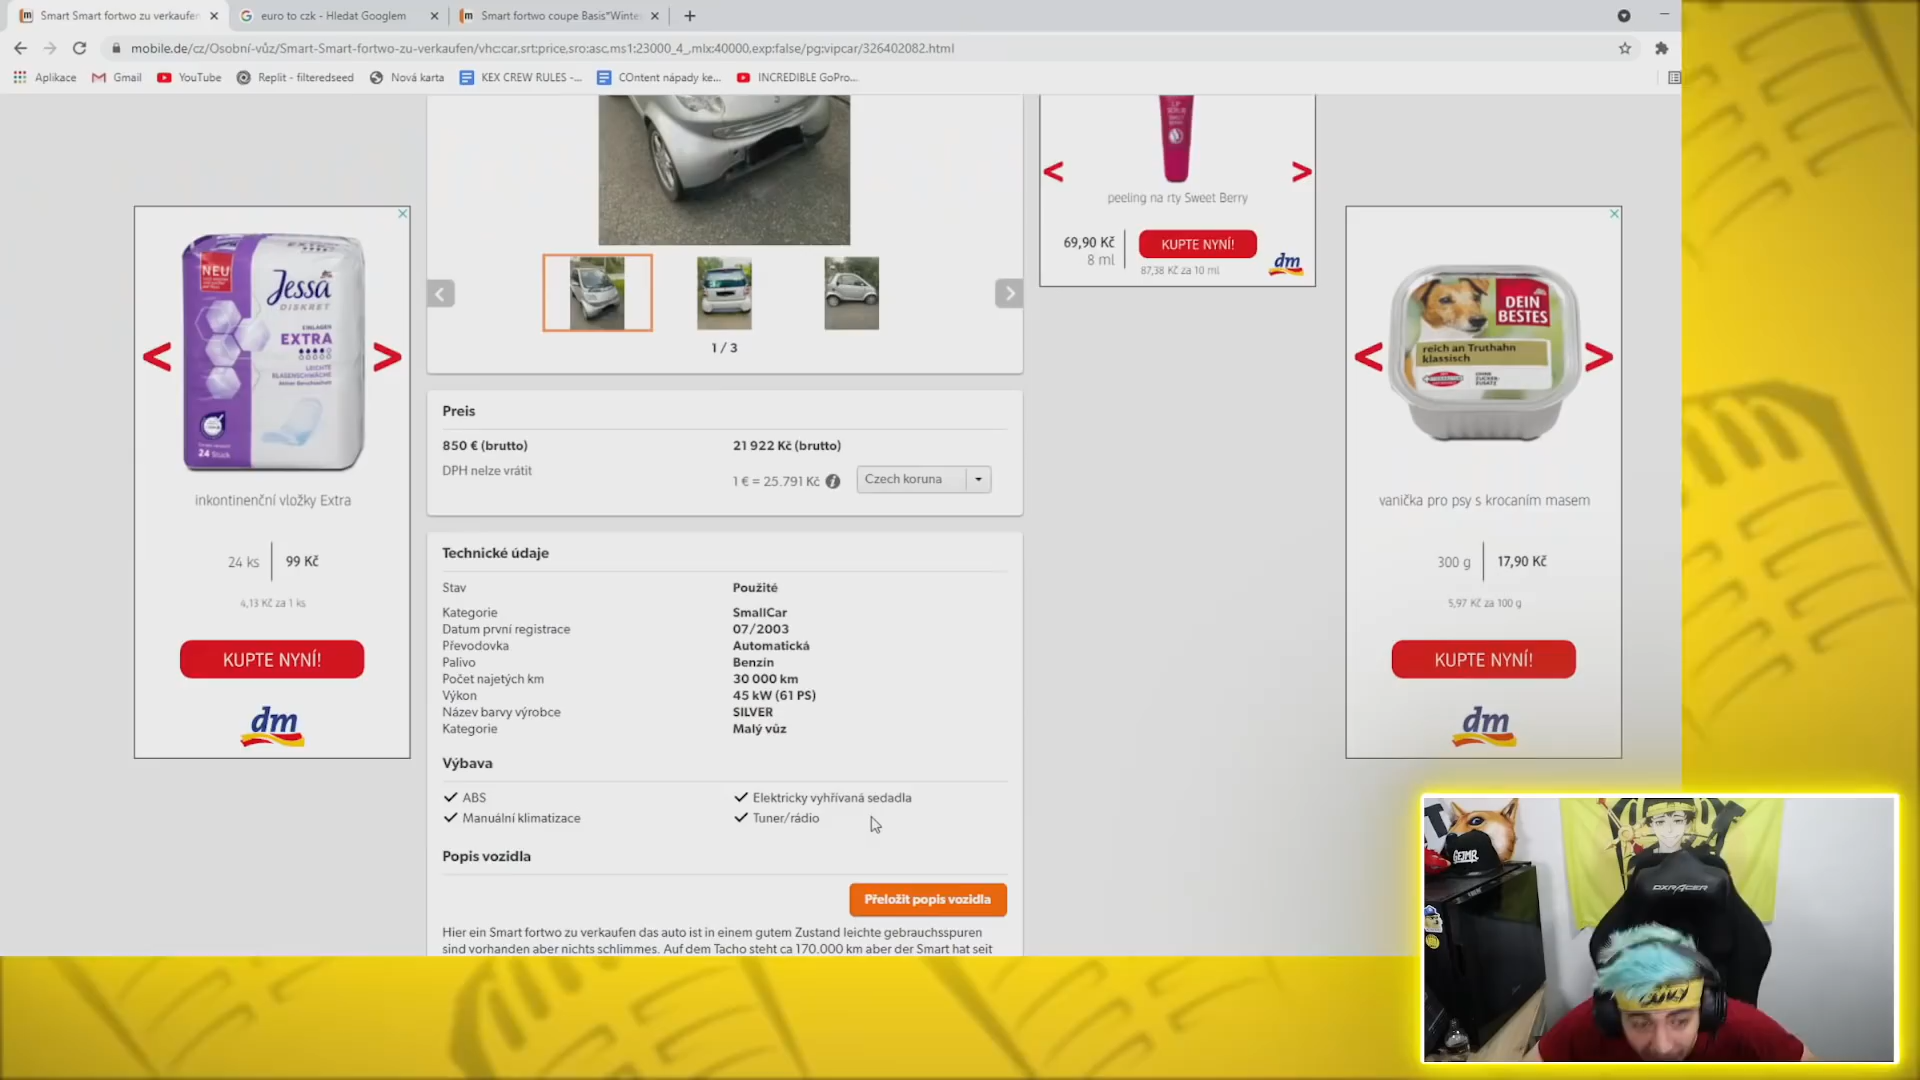 Smart Smart fortwo zu verkaufen
euro to czk - Hledat Googlem
Smart fortwo coupe Basis*Winte
mobile.de/cz/Osobní-vůz/Smart-Smart-fortwo-zu-verkaufen/vhc:car,srt:price,sro:asc,ms1:23000_4_,mlx:40000,exp:false/pg:vipcar/326402082.html
Aplikace
Gmail
YouTube
Replit - filteredseed
Nová karta
KEX CREW RULES -...
COntent nápady ke...
INCREDIBLE GoPro...
peeling na rty Sweet Berry
69,90 Kč
8 ml
KUPTE NYNÍ!
87,38 Kč za 10 ml
dm
NEU
Jessa
DISKRET
EINLAGEN
EXTRA
LEICHTE
BLASENSCHWÄCHE
24 Stück
inkontinenční vložky Extra
24 ks
99 Kč
4,13 Kč za 1 ks
KUPTE NYNÍ!
dm
1 / 3
Preis
850 € (brutto)
21 922 Kč (brutto)
DPH nelze vrátit
1 € = 25.791 Kč
Czech koruna
Technické údaje
Stav
Použité
Kategorie
SmallCar
Datum první registrace
07/2003
Převodovka
Automatická
Palivo
Benzín
Počet najetých km
30 000 km
Výkon
45 kW (61 PS)
Název barvy výrobce
SILVER
Kategorie
Malý vůz
Výbava
ABS
Elektricky vyhřívaná sedadla
Manuální klimatizace
Tuner/rádio
Popis vozidla
Přeložit popis vozidla
Hier ein Smart fortwo zu verkaufen das auto ist in einem gutem Zustand leichte gebrauchsspuren
sind vorhanden aber nichts schlimmes. Auf dem Tacho steht ca 170.000 km aber der Smart hat seit
DEIN
BESTES
reich an Truthahn
klassisch
vanička pro psy s krocaním masem
300 g
17,90 Kč
5,97 Kč za 100 g
KUPTE NYNÍ!
dm
GEJMR
DXRACER